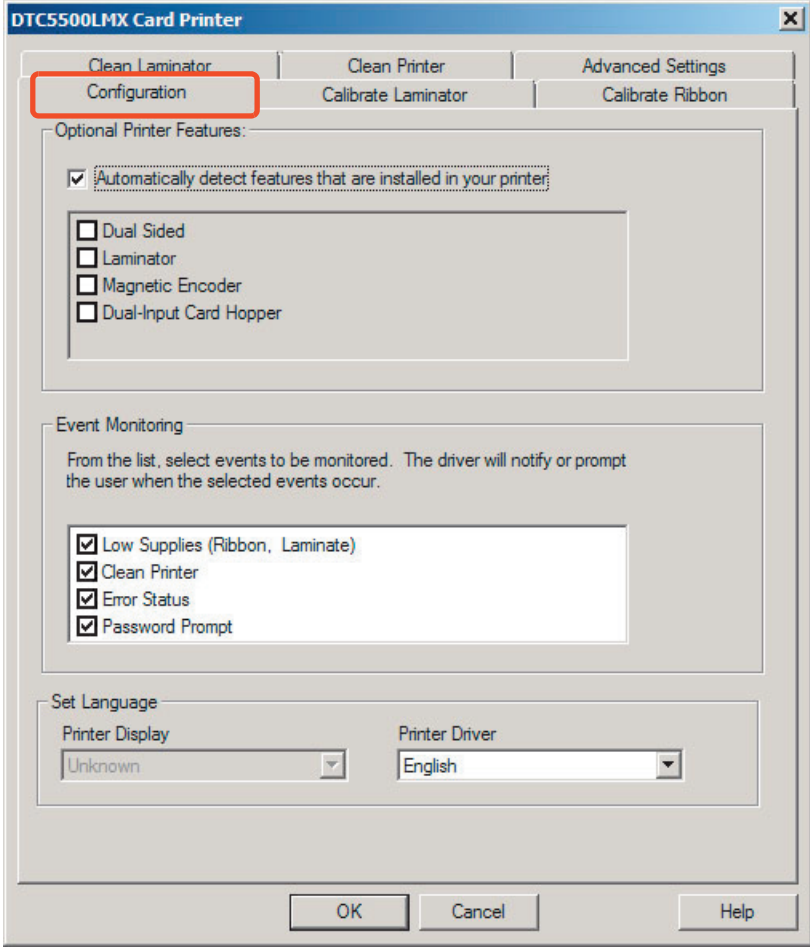 DTC5500LMX Card Printer
Clean Laminator
Clean Printer
Advanced Settings
Configuration
Calibrate Laminator
Calibrate Ribbon
Optional Printer Features:
Automatically detect features that are installed in your printer
Dual Sided
Laminator
Magnetic Encoder
Dual-Input Card Hopper
Event Monitoring
From the list, select events to be monitored.  The driver will notify or prompt
the user when the selected events occur.
Low Supplies (Ribbon,  Laminate)
Clean Printer
Error Status
Password Prompt
Set Language
Printer Display
Printer Driver
Unknown
English
OK
Cancel
Help